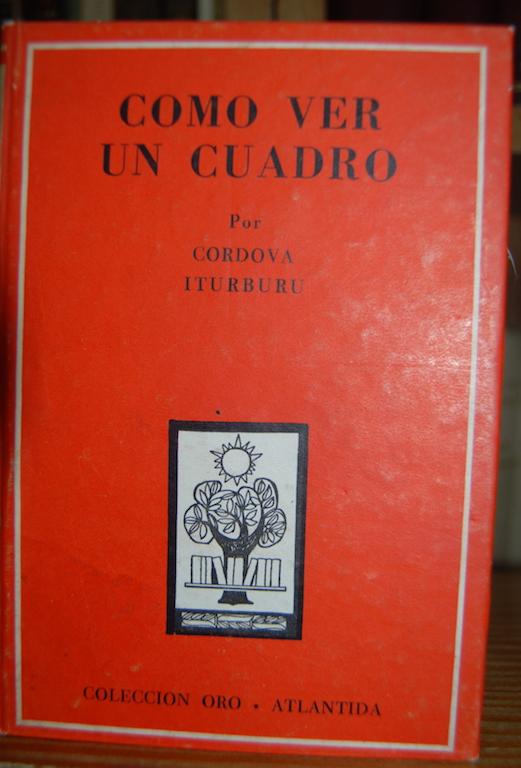 COMO VER
UN CUADRO
Por
CORDOVA
ITURBURU
COLECCION ORO • ATLANTIDA